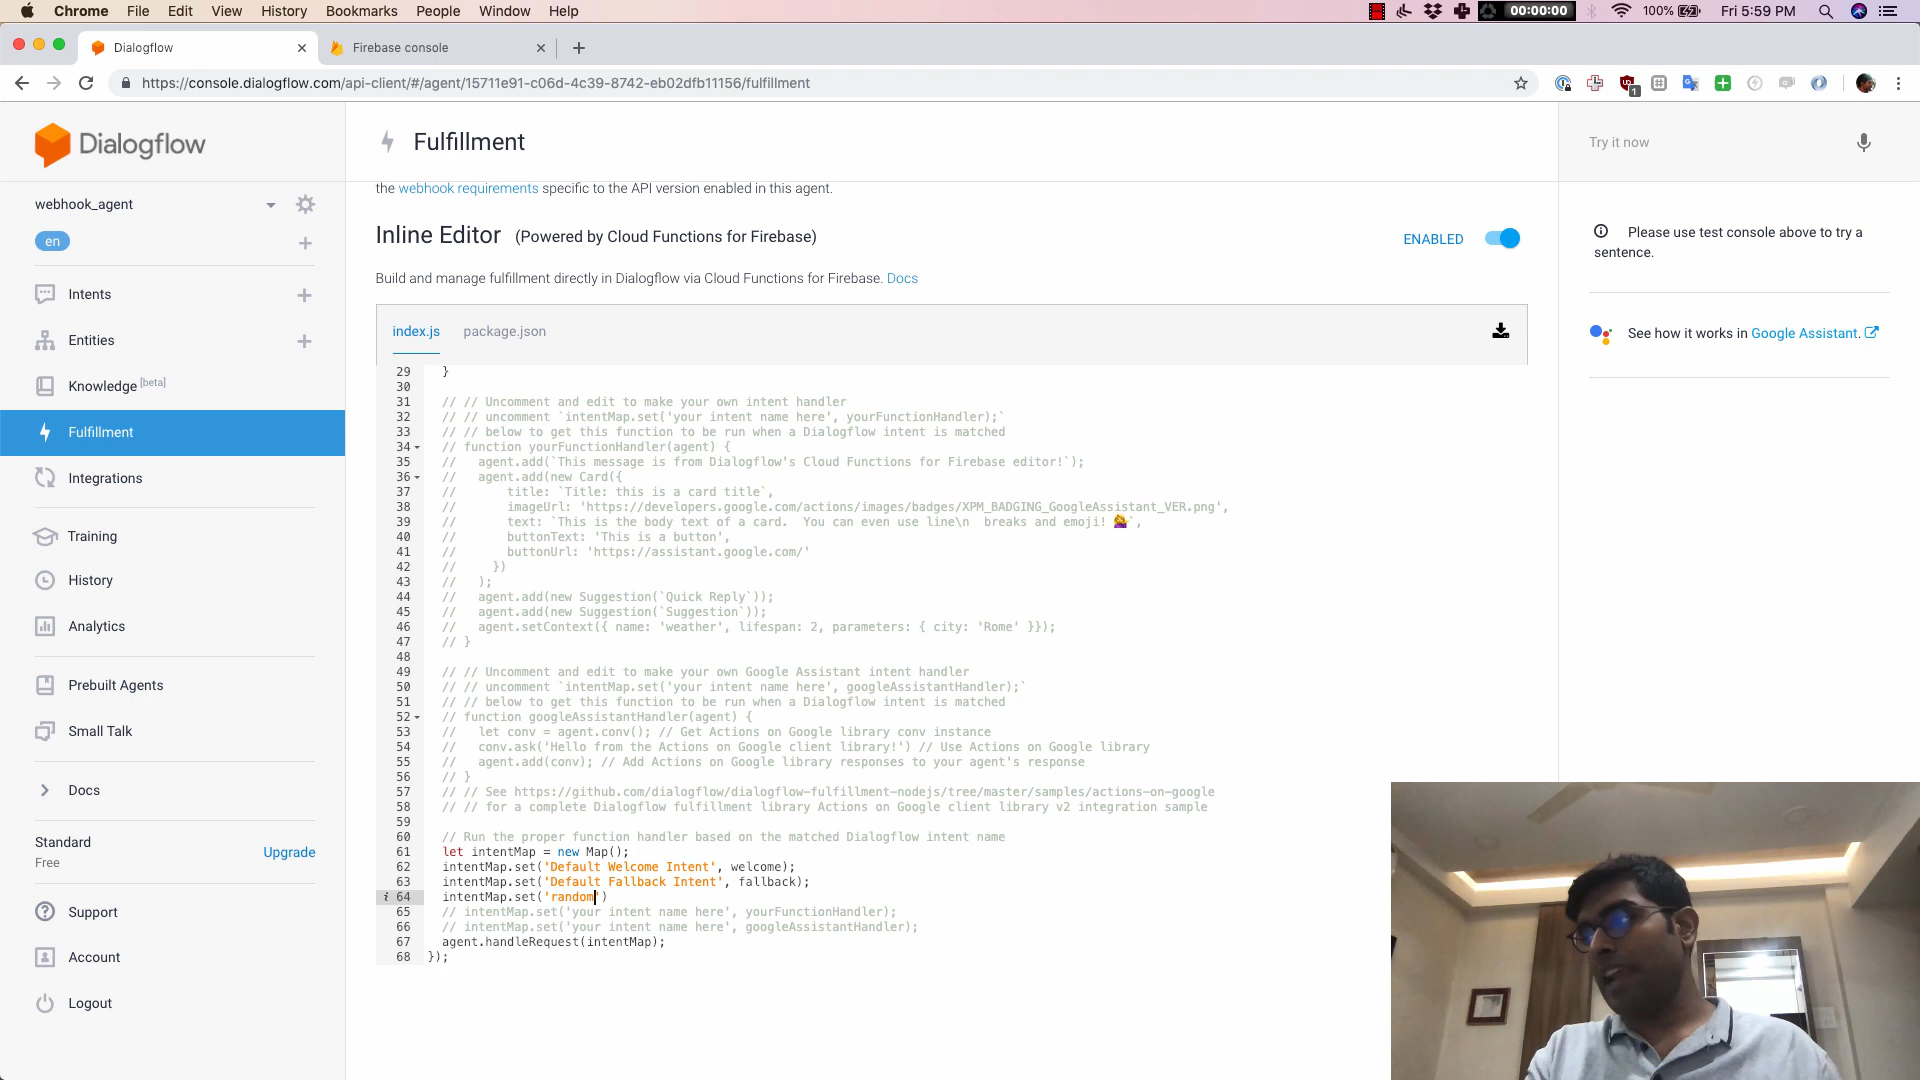 Chrome File Edit View History Bookmarks People Window Help 00:00:00 100% Fri 5:59 PM
Dialogflow Firebase console
https://console.dialogflow.com/api-client/#/agent/15711e91-c06d-4c39-8742-eb02dfb11156/fulfillment
1
Dialogflow
webhook_agent
en
Intents
Entities
Knowledge [beta]
Fulfillment
Integrations
Training
History
Analytics
Prebuilt Agents
Small Talk
Docs
Standard
Free
Upgrade
Support
Account
Logout
Fulfillment
the webhook requirements specific to the API version enabled in this agent.
Inline Editor (Powered by Cloud Functions for Firebase)
ENABLED
Build and manage fulfillment directly in Dialogflow via Cloud Functions for Firebase. Docs
index.js package.json
29 }
30
31 // // Uncomment and edit to make your own intent handler
32 // // uncomment `intentMap.set('your intent name here', yourFunctionHandler);`
33 // // below to get this function to be run when a Dialogflow intent is matched
34 // function yourFunctionHandler(agent) {
35 //   agent.add(`This message is from Dialogflow's Cloud Functions for Firebase editor!`);
36 //   agent.add(new Card({
37 //       title: `Title: this is a card title`,
38 //       imageUrl: 'https://developers.google.com/actions/images/badges/XPM_BADGING_GoogleAssistant_VER.png',
39 //       text: `This is the body text of a card.  You can even use line\n  breaks and emoji! 💁`,
40 //       buttonText: 'This is a button',
41 //       buttonUrl: 'https://assistant.google.com/'
42 //     })
43 //   );
44 //   agent.add(new Suggestion(`Quick Reply`));
45 //   agent.add(new Suggestion(`Suggestion`));
46 //   agent.setContext({ name: 'weather', lifespan: 2, parameters: { city: 'Rome' }});
47 // }
48
49 // // Uncomment and edit to make your own Google Assistant intent handler
50 // // uncomment `intentMap.set('your intent name here', googleAssistantHandler);`
51 // // below to get this function to be run when a Dialogflow intent is matched
52 // function googleAssistantHandler(agent) {
53 //   let conv = agent.conv(); // Get Actions on Google library conv instance
54 //   conv.ask('Hello from the Actions on Google client library!') // Use Actions on Google library
55 //   agent.add(conv); // Add Actions on Google library responses to your agent's response
56 // }
57 // // See https://github.com/dialogflow/dialogflow-fulfillment-nodejs/tree/master/samples/actions-on-google
58 // // for a complete Dialogflow fulfillment library Actions on Google client library v2 integration sample
59
60 // Run the proper function handler based on the matched Dialogflow intent name
61 let intentMap = new Map();
62 intentMap.set('Default Welcome Intent', welcome);
63 intentMap.set('Default Fallback Intent', fallback);
i 64 intentMap.set('random')
65 // intentMap.set('your intent name here', yourFunctionHandler);
66 // intentMap.set('your intent name here', googleAssistantHandler);
67 agent.handleRequest(intentMap);
68 });
Try it now
Please use test console above to try a
sentence.
See how it works in Google Assistant.